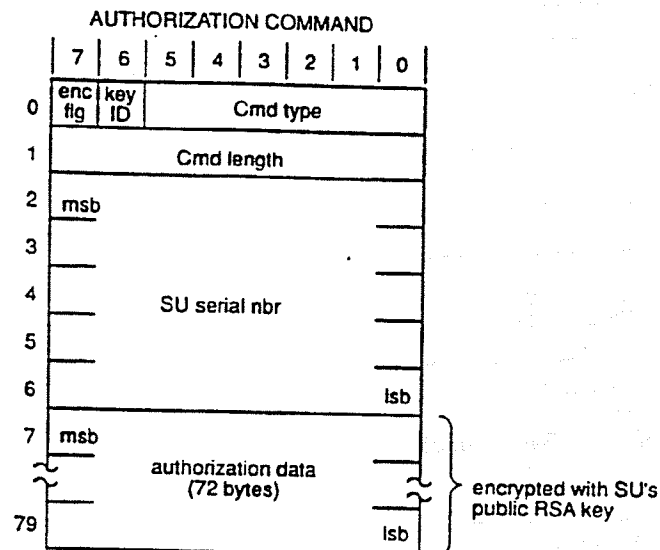 AUTHORIZATION COMMAND
7 6 5 4 3 2 1 0
0 enc flg key ID Cmd type
1 Cmd length
2 msb
3
4 SU serial nbr
5
6 lsb
7 msb
authorization data
(72 bytes)
encrypted with SU's
public RSA key
79 lsb